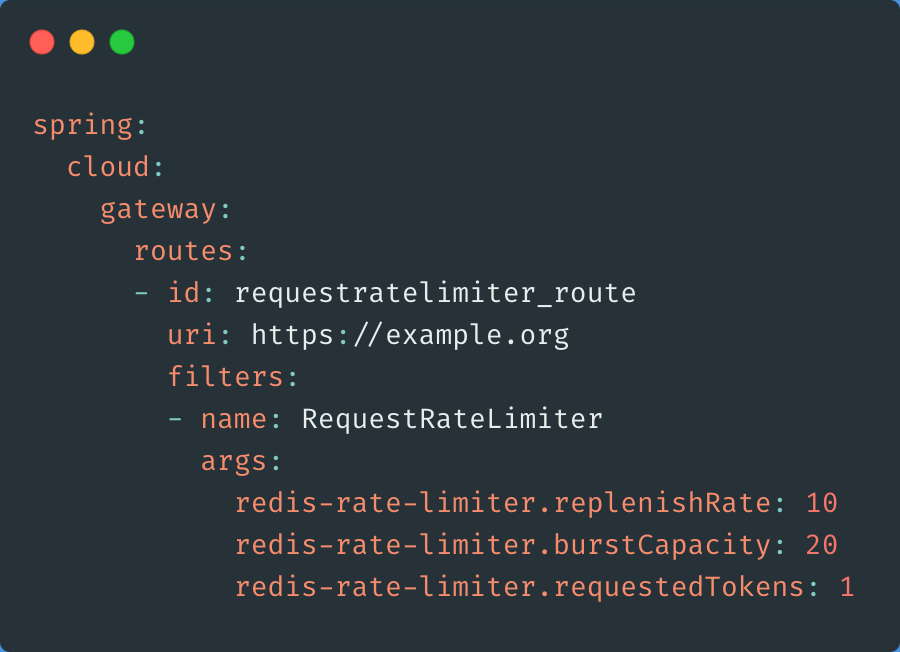 spring:
  cloud:
    gateway:
      routes:
      - id: requestratelimiter_route
        uri: https://example.org
        filters:
        - name: RequestRateLimiter
          args:
            redis-rate-limiter.replenishRate: 10
            redis-rate-limiter.burstCapacity: 20
            redis-rate-limiter.requestedTokens: 1